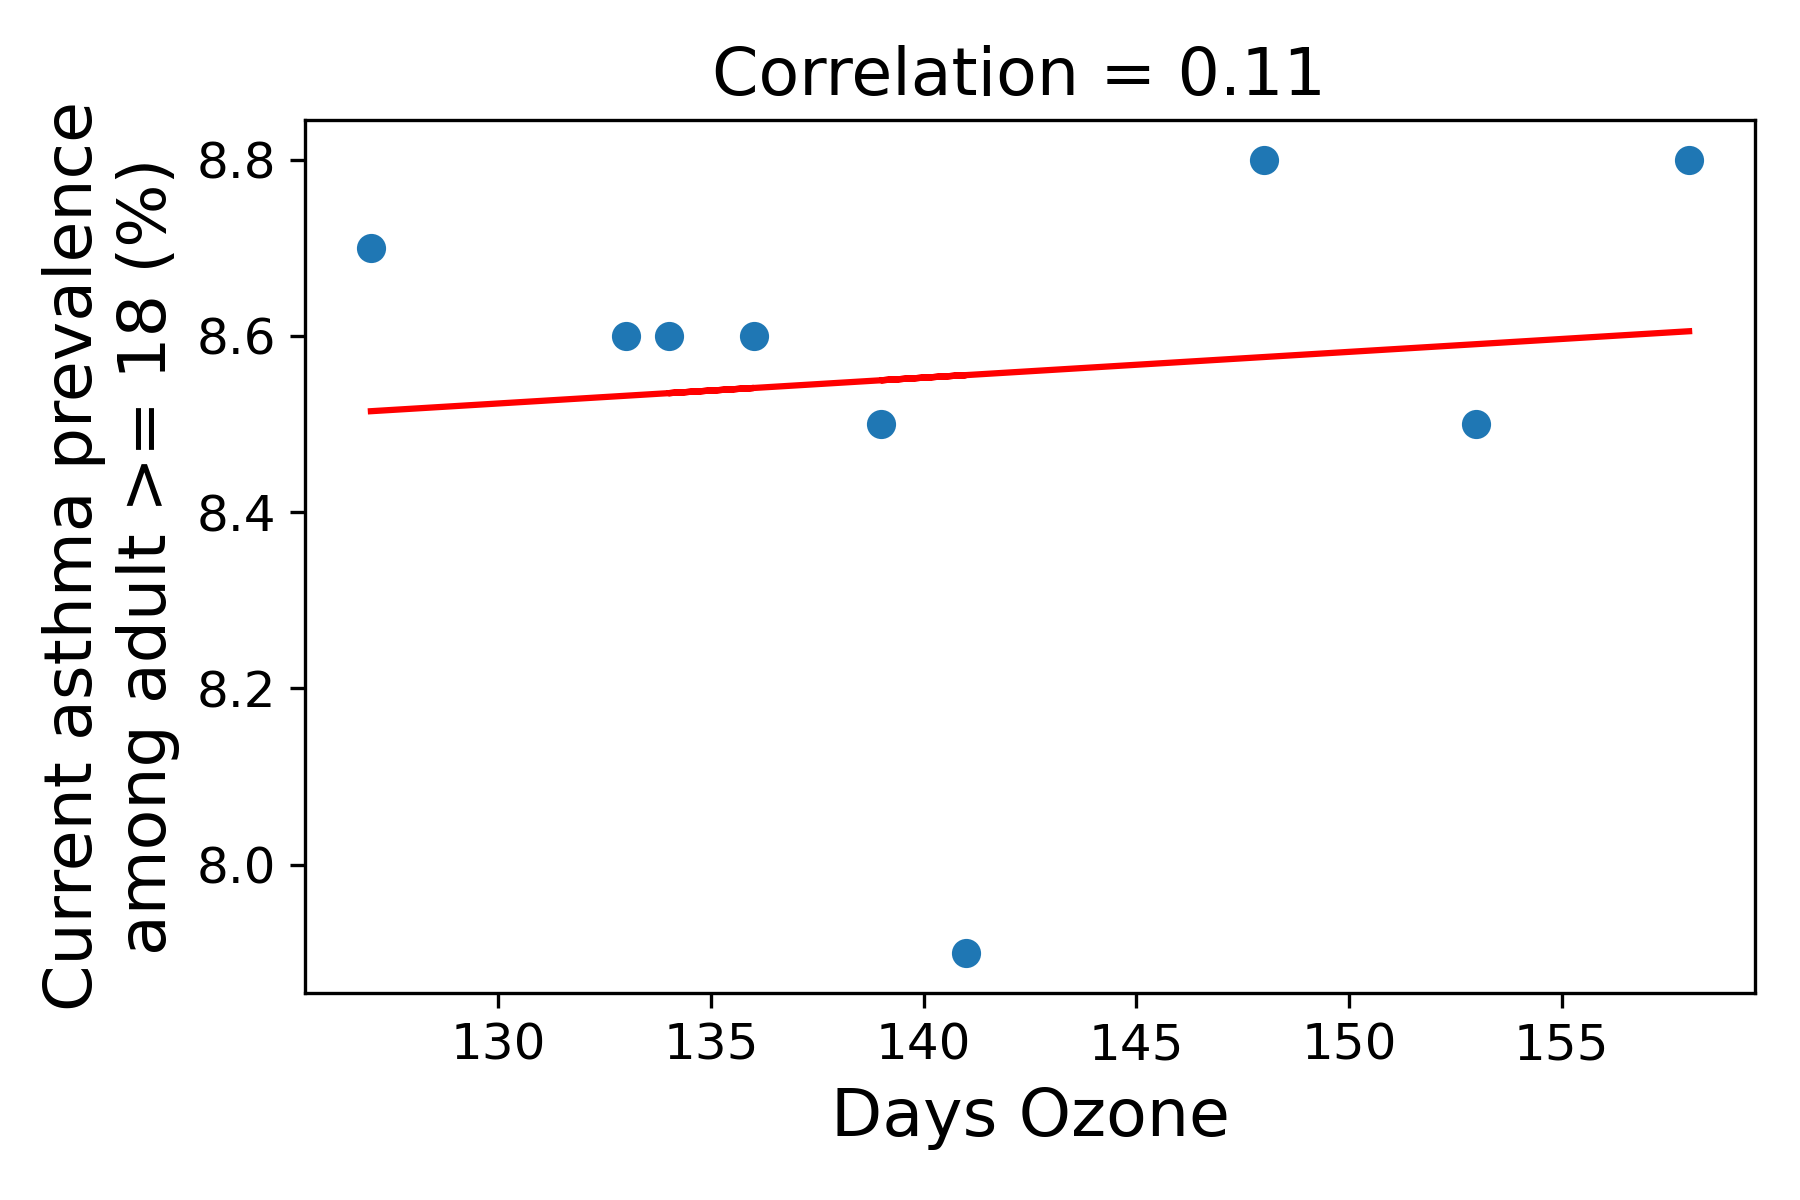 Correlation = 0.11
Current asthma prevalence
among adult >= 18 (%)
8.8
8.6
8.4
8.2
8.0
130 135 140 145 150 155
Days Ozone